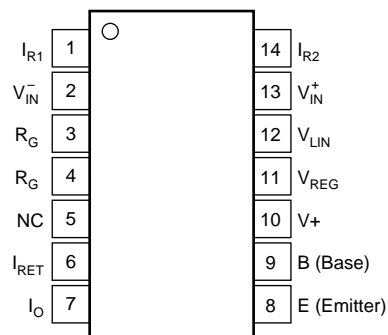 I_R1 1 14 I_R2
V_IN^– 2 13 V_IN^+
R_G 3 12 V_LIN
R_G 4 11 V_REG
NC 5 10 V+
I_RET 6 9 B (Base)
I_O 7 8 E (Emitter)